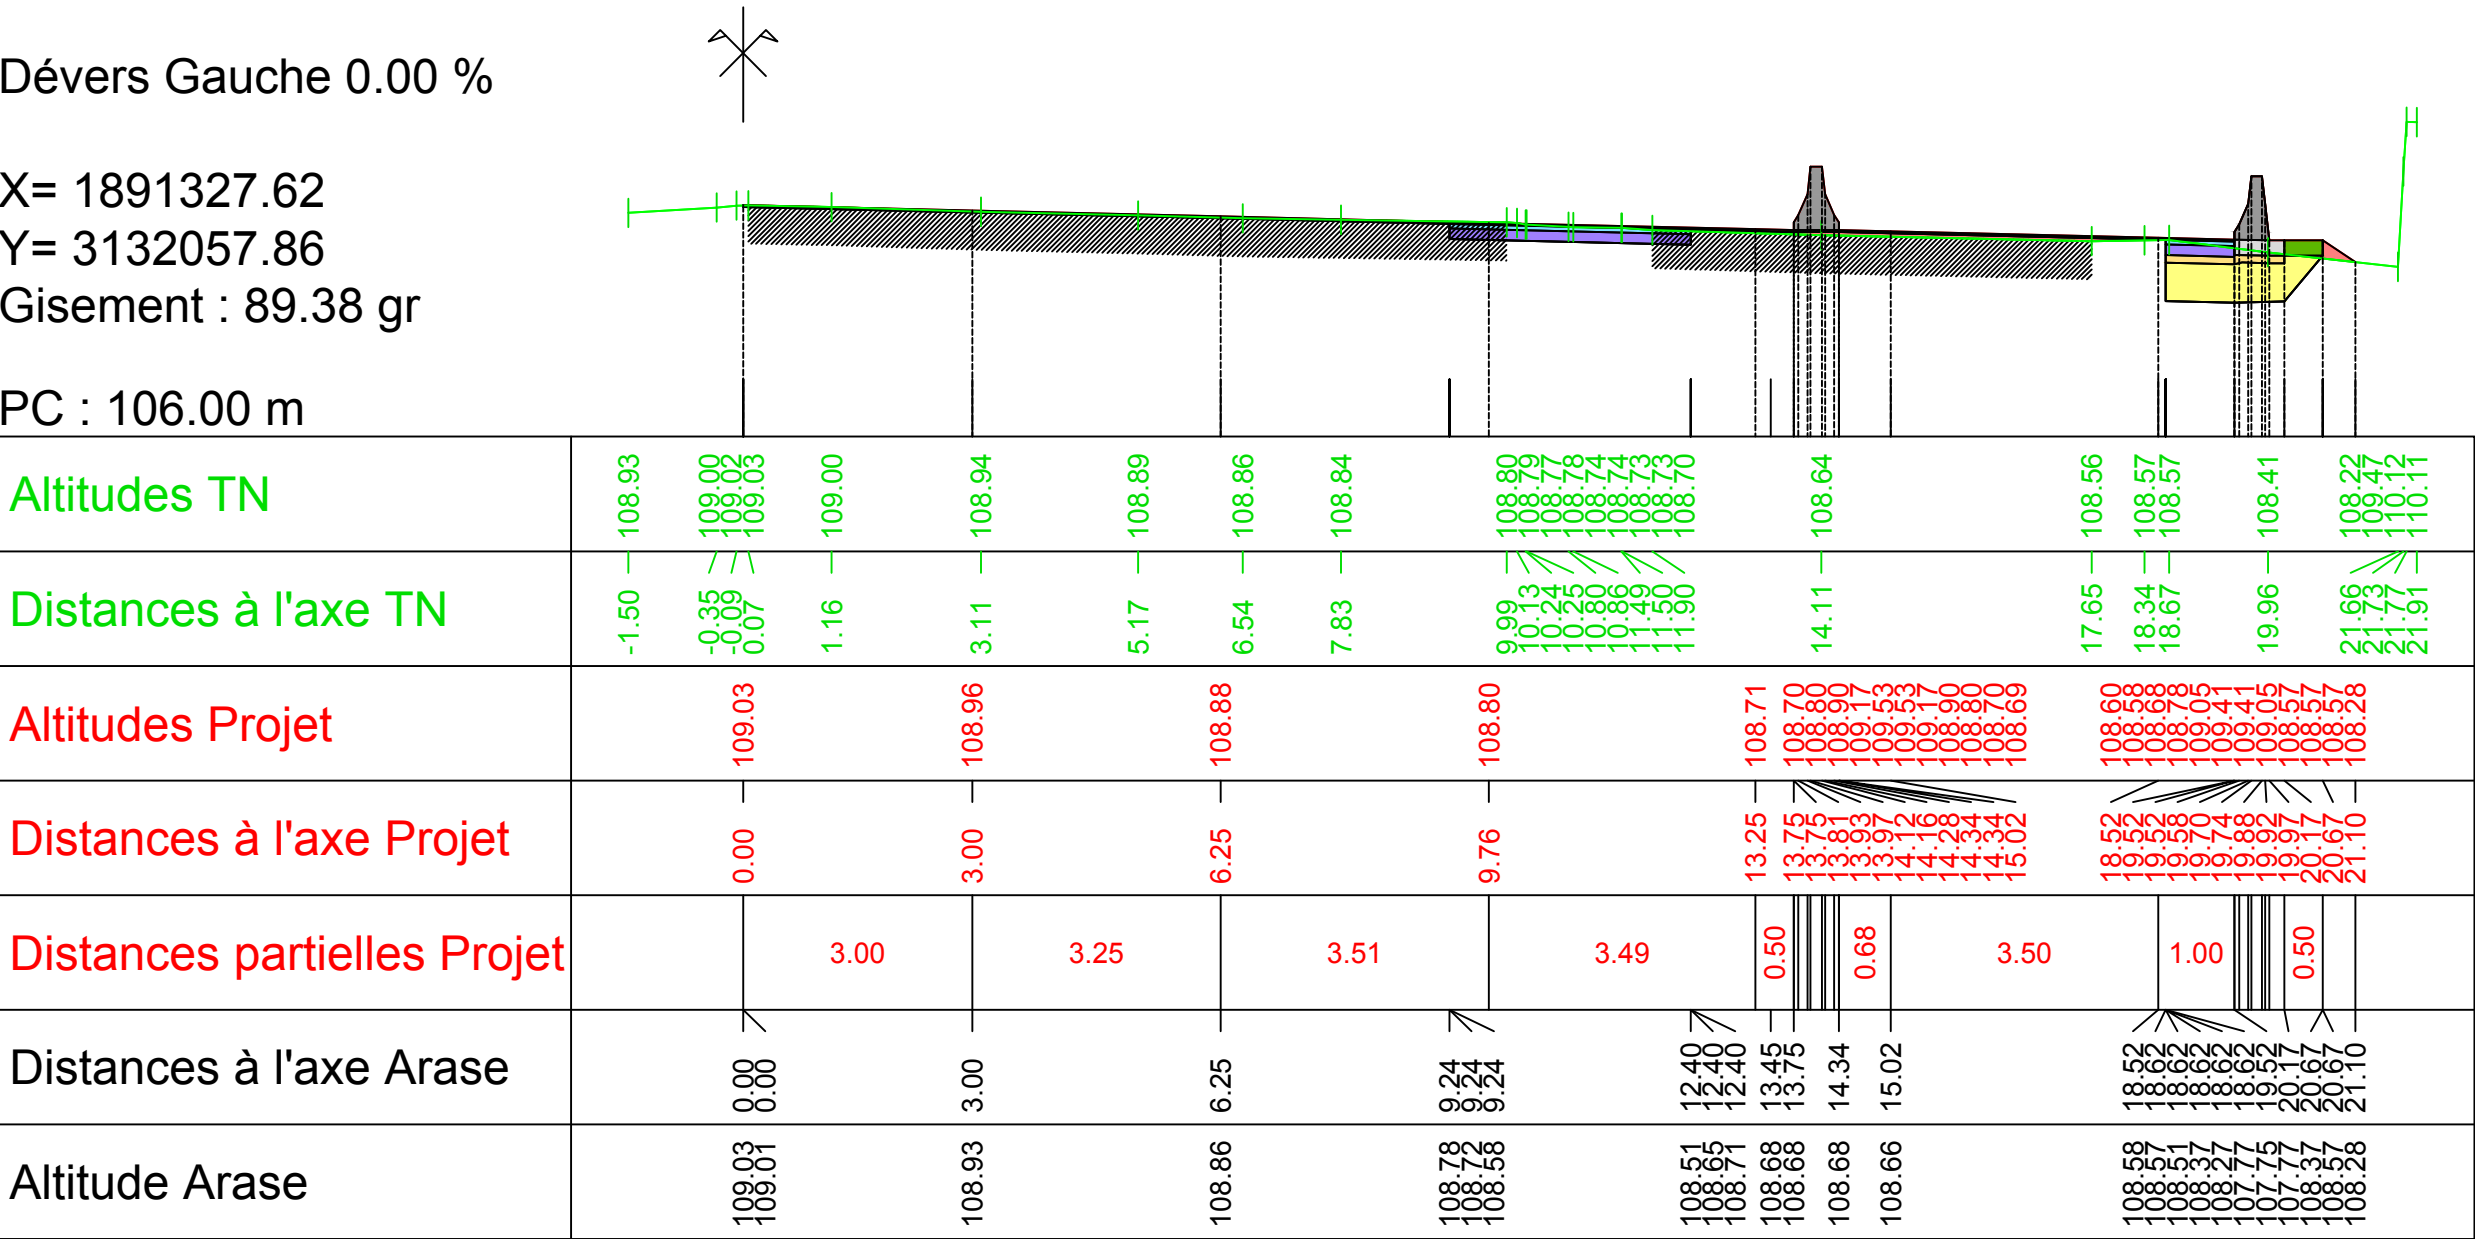 Dévers Gauche 0.00 %
X= 1891327.62
Y= 3132057.86
Gisement : 89.38 gr
PC : 106.00 m
Altitudes TN 108.93 109.00 109.02 109.03 109.00 108.94 108.89 108.86 108.84 108.80 108.79 108.77 108.78 108.74 108.74 108.73 108.73 108.70 108.64 108.56 108.57 108.57 108.41 108.22 109.47 110.12 110.11
Distances à l'axe TN -1.50 -0.35 -0.09 0.07 1.16 3.11 5.17 6.54 7.83 9.99 10.13 10.24 10.25 10.80 10.86 11.49 11.50 11.90 14.11 17.65 18.34 18.67 19.96 21.66 21.73 21.77 21.91
Altitudes Projet 109.03 108.96 108.88 108.80 108.71 108.70 108.80 108.90 109.17 109.53 109.53 109.17 108.90 108.80 108.70 108.69 108.60 108.58 108.68 108.78 109.05 109.41 109.41 109.05 108.57 108.57 108.57 108.28
Distances à l'axe Projet 0.00 3.00 6.25 9.76 13.25 13.75 13.75 13.81 13.93 13.97 14.12 14.16 14.28 14.34 14.34 15.02 18.52 19.52 19.52 19.58 19.70 19.74 19.88 19.92 19.97 20.17 20.67 21.10
Distances partielles Projet 3.00 3.25 3.51 3.49 0.50 0.68 3.50 1.00 0.50
Distances à l'axe Arase 0.00 0.00 3.00 6.25 9.24 9.24 9.24 12.40 12.40 12.40 13.45 13.75 14.34 15.02 18.52 18.62 18.62 18.62 18.62 18.62 19.52 20.17 20.67 20.67 21.10
Altitude Arase 109.03 109.01 108.93 108.86 108.78 108.72 108.58 108.51 108.65 108.71 108.68 108.68 108.68 108.66 108.58 108.57 108.51 108.37 108.27 107.77 107.75 107.77 108.37 108.57 108.28